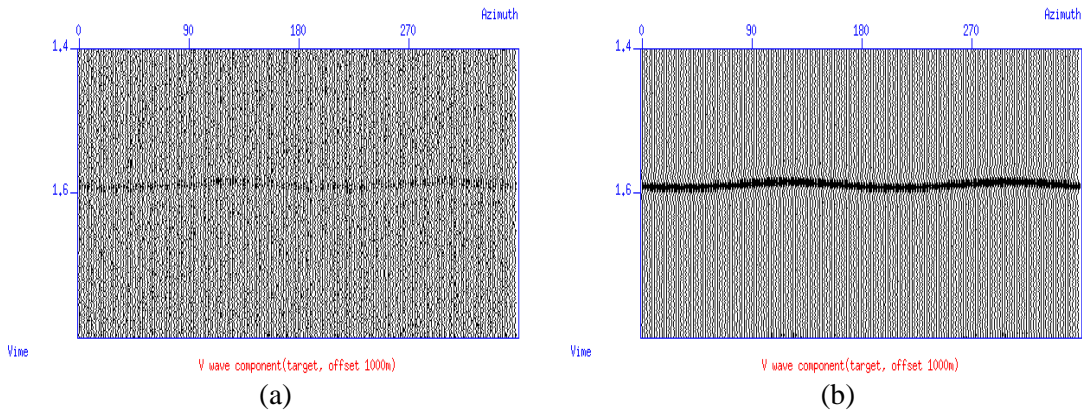 Azimuth
0 90 180 270
1.4
1.6
Vime
V wave component(target, offset 1000m)
(a)
Azimuth
0 90 180 270
1.4
1.6
Vime
V wave component(target, offset 1000m)
(b)